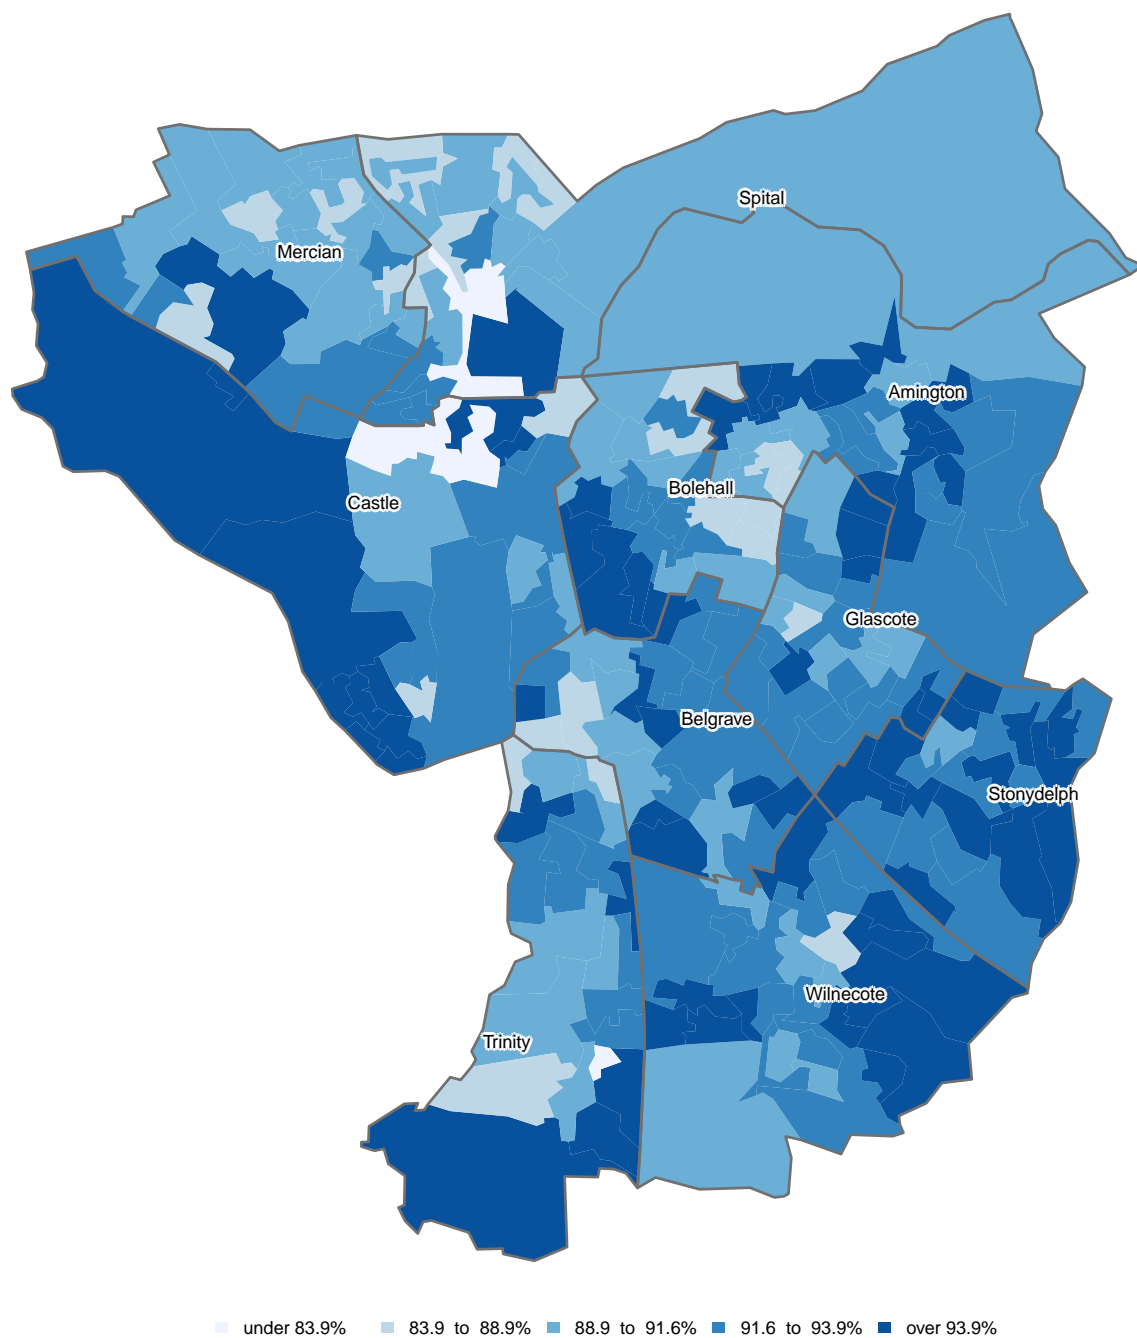 Spital
Mercian
Amington
Bolehall
Castle
Glascote
Belgrave
Stonydelph
Wilnecote
Trinity
under 83.9% 83.9 to 88.9% 88.9 to 91.6% 91.6 to 93.9% over 93.9%